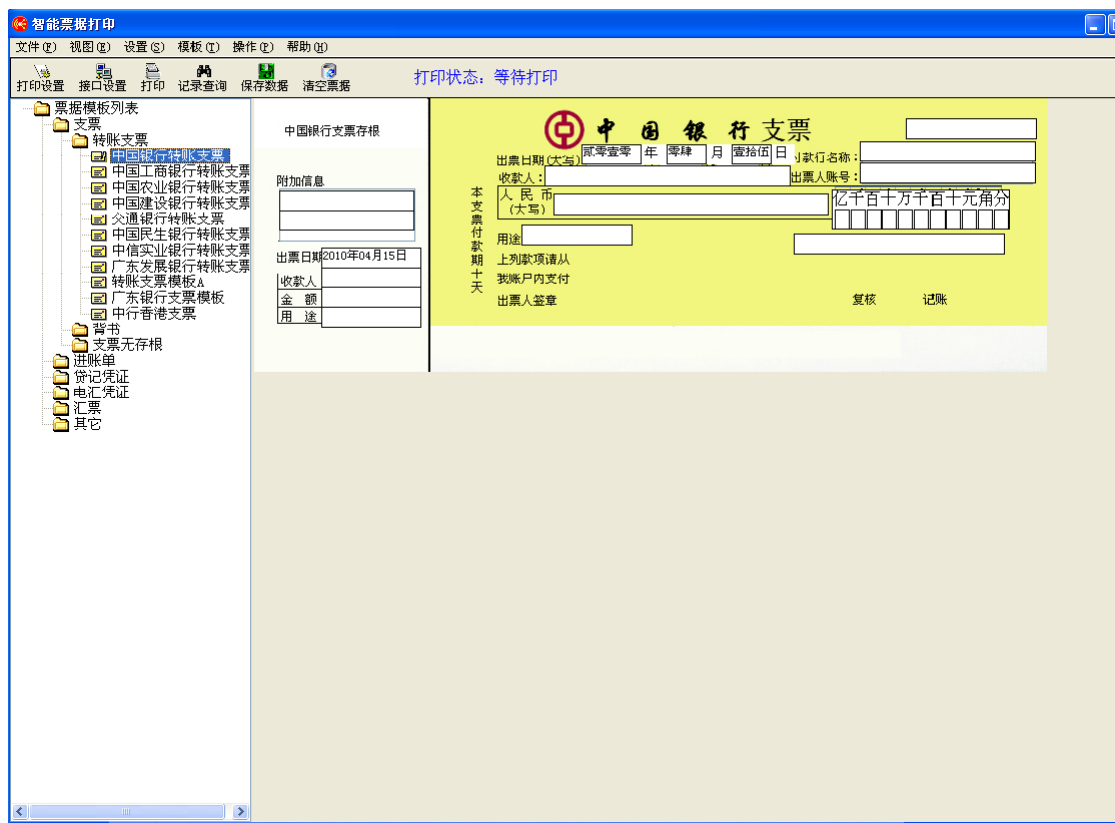 智能票据打印
文件(F) 视图(E) 设置(S) 模板(T) 操作(P) 帮助(H)
打印设置 接口设置 打印 记录查询 保存数据 清空票据 打印状态：等待打印
票据模板列表
支票
转账支票
中国银行转账支票
中国工商银行转账支票
中国农业银行转账支票
中国建设银行转账支票
交通银行转账支票
中国民生银行转账支票
中信实业银行转账支票
广东发展银行转账支票
转账支票模板A
广东银行支票模板
中行香港支票
背书
支票无存根
进账单
贷记凭证
电汇凭证
汇票
其它
中国银行支票存根
附加信息
出票日期 2010年04月15日
收款人
金 额
用 途
中国银行 支票
出票日期(大写) 贰零壹零 年 零肆 月 壹拾伍 日 付款行名称：
收款人： 出票人账号：
本支票付款期十天
人民币
(大写)
亿千百十万千百十元角分
用途
上列款项请从
我账户内支付
出票人签章 复核 记账